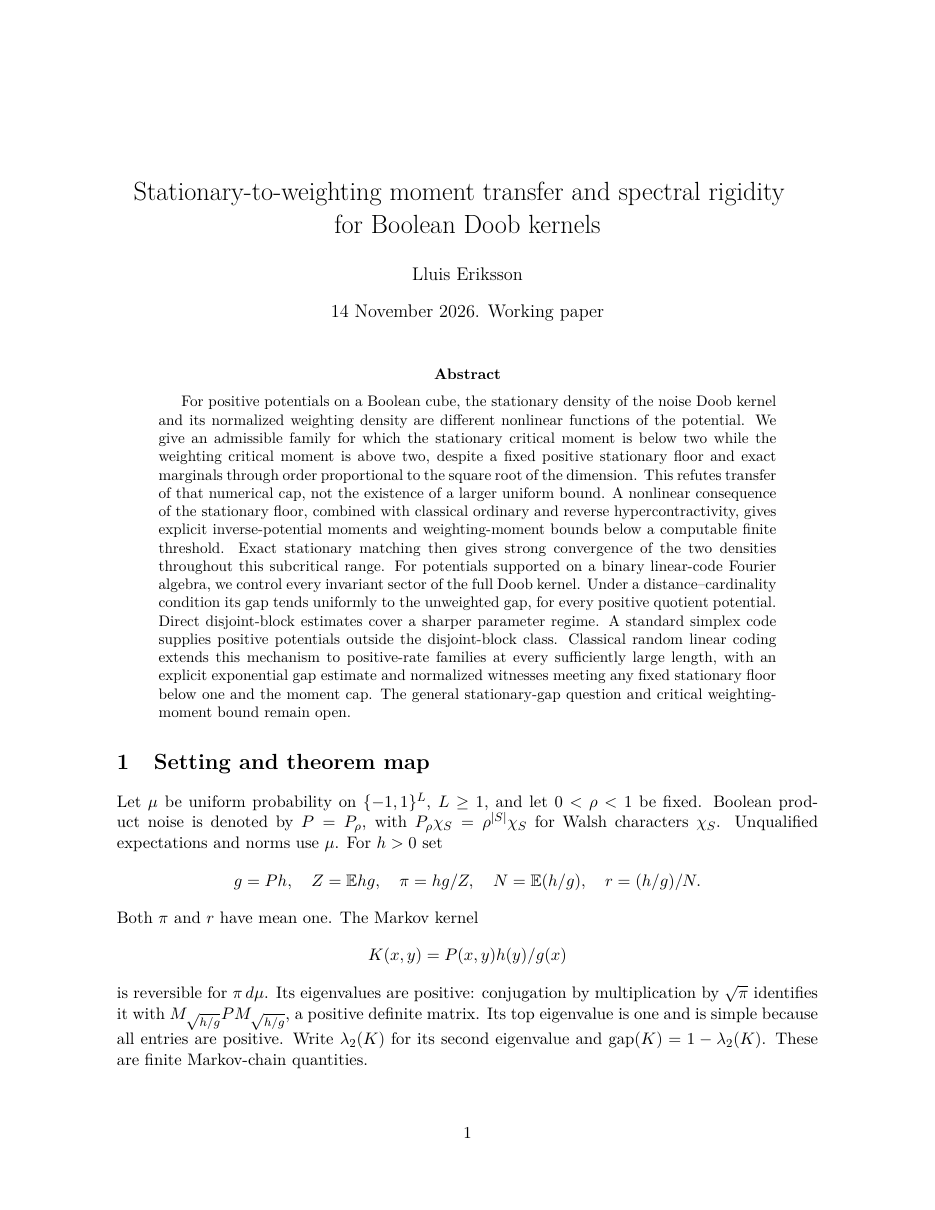 Stationary-to-weighting moment transfer and spectral rigidity
for Boolean Doob kernels
Lluis Eriksson
14 November 2026. Working paper
Abstract
For positive potentials on a Boolean cube, the stationary density of the noise Doob kernel
and its normalized weighting density are different nonlinear functions of the potential. We
give an admissible family for which the stationary critical moment is below two while the
weighting critical moment is above two, despite a fixed positive stationary floor and exact
marginals through order proportional to the square root of the dimension. This refutes transfer
of that numerical cap, not the existence of a larger uniform bound. A nonlinear consequence
of the stationary floor, combined with classical ordinary and reverse hypercontractivity, gives
explicit inverse-potential moments and weighting-moment bounds below a computable finite
threshold. Exact stationary matching then gives strong convergence of the two densities
throughout this subcritical range. For potentials supported on a binary linear-code Fourier
algebra, we control every invariant sector of the full Doob kernel. Under a distance–cardinality
condition its gap tends uniformly to the unweighted gap, for every positive quotient potential.
Direct disjoint-block estimates cover a sharper parameter regime. A standard simplex code
supplies positive potentials outside the disjoint-block class. Classical random linear coding
extends this mechanism to positive-rate families at every sufficiently large length, with an
explicit exponential gap estimate and normalized witnesses meeting any fixed stationary floor
below one and the moment cap. The general stationary-gap question and critical weighting-
moment bound remain open.
1 Setting and theorem map
Let μ be uniform probability on {−1, 1}^L, L ≥ 1, and let 0 < ρ < 1 be fixed. Boolean prod-
uct noise is denoted by P = P_ρ, with P_ρχ_S = ρ^{|S|}χ_S for Walsh characters χ_S. Unqualified
expectations and norms use μ. For h > 0 set
g = Ph, Z = 𝔼hg, π = hg/Z, N = 𝔼(h/g), r = (h/g)/N.
Both π and r have mean one. The Markov kernel
K(x, y) = P(x, y)h(y)/g(x)
is reversible for π dμ. Its eigenvalues are positive: conjugation by multiplication by √π identifies
it with M_{√h/g}PM_{√h/g}, a positive definite matrix. Its top eigenvalue is one and is simple because
all entries are positive. Write λ_2(K) for its second eigenvalue and gap(K) = 1 − λ_2(K). These
are finite Markov-chain quantities.
1